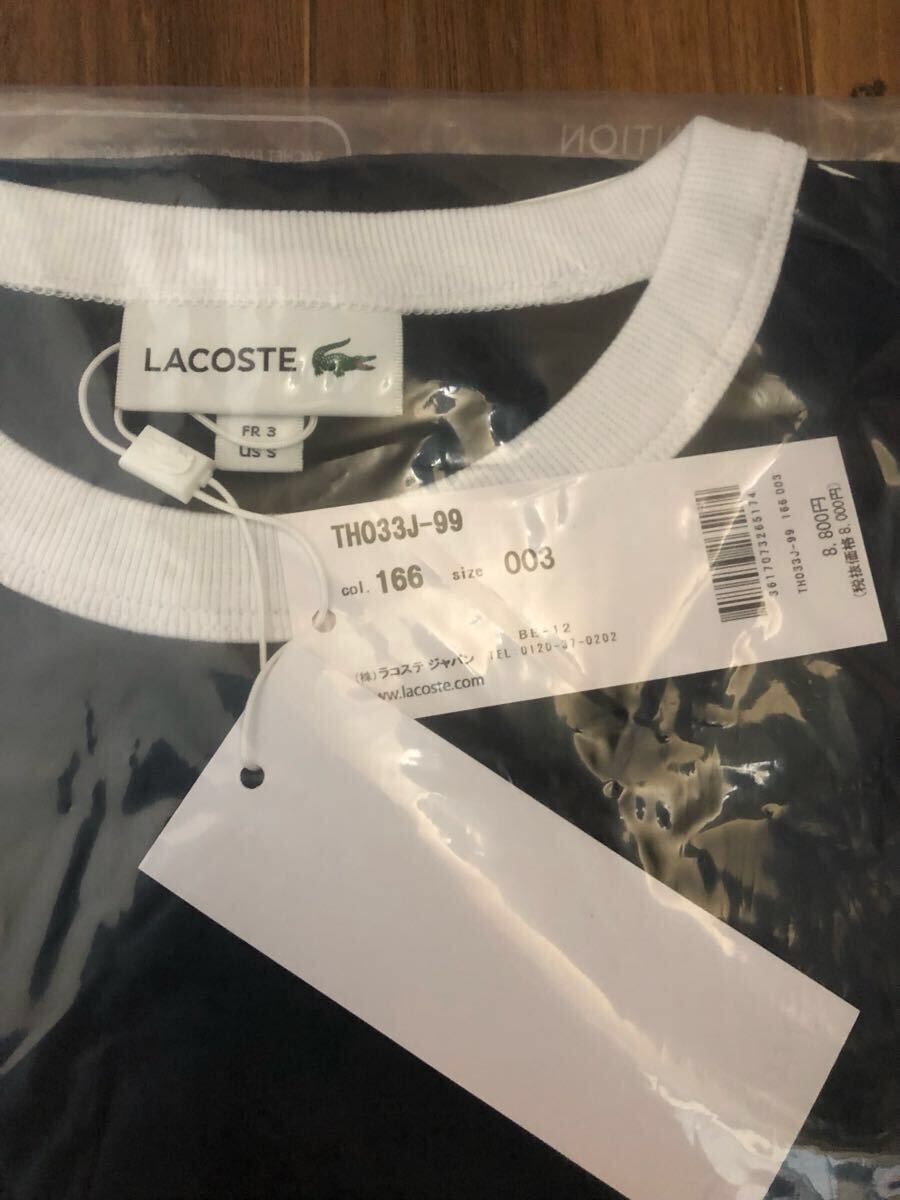 LACOSTE
FR 3
US S
TH033J-99
col. 166 size 003
BE-12
(株)ラコステ ジャパン TEL 0120-37-0202
ww.lacoste.com
3617073266174
TH033J-99 166 003
8,800円
(税抜価格 8,000円)